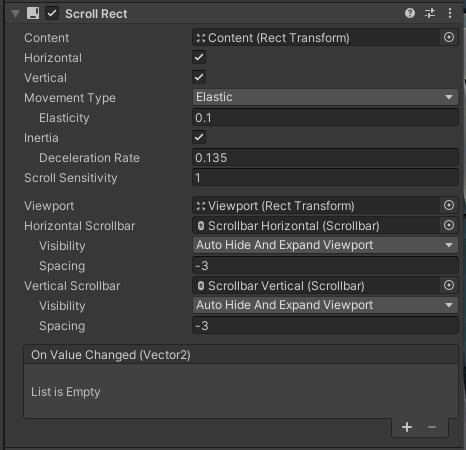 Scroll Rect
Content Content (Rect Transform)
Horizontal
Vertical
Movement Type Elastic
Elasticity 0.1
Inertia
Deceleration Rate 0.135
Scroll Sensitivity 1
Viewport Viewport (Rect Transform)
Horizontal Scrollbar Scrollbar Horizontal (Scrollbar)
Visibility Auto Hide And Expand Viewport
Spacing -3
Vertical Scrollbar Scrollbar Vertical (Scrollbar)
Visibility Auto Hide And Expand Viewport
Spacing -3
On Value Changed (Vector2)
List is Empty